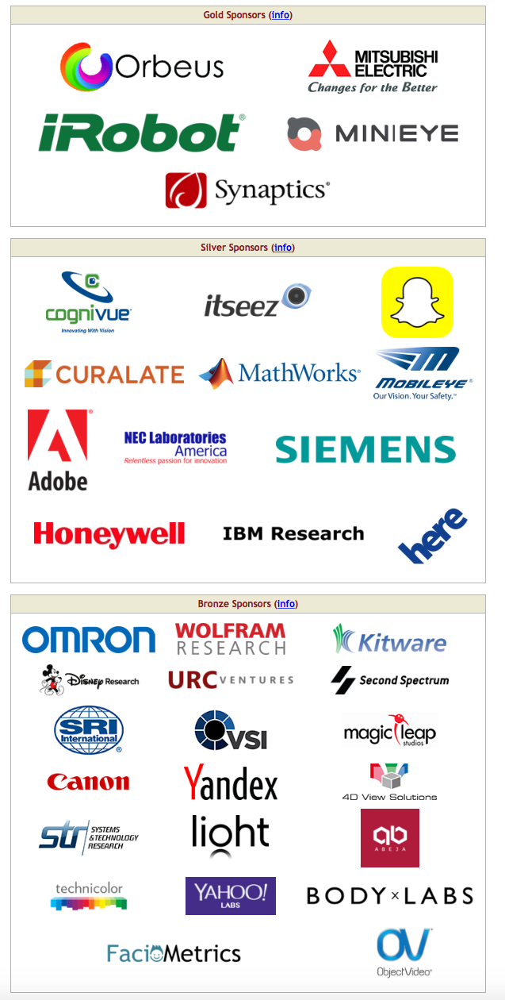 Gold Sponsors (info)
Orbeus
MITSUBISHI
ELECTRIC
Changes for the Better
iRobot®
MINIEYE
Synaptics®
Silver Sponsors (info)
cognivue®
Innovating With Vision
itseez
CURALATE
MathWorks®
MOBILEYE®
Our Vision. Your Safety.™
®
Adobe
NEC Laboratories
America
Relentless passion for innovation
SIEMENS
Honeywell
IBM Research
here
Bronze Sponsors (info)
OMRON
WOLFRAM
RESEARCH
Kitware
Disney Research
URC VENTURES
Second Spectrum
SRI
International
®
VSI
magic leap
studios
Canon
Yandex
4D View Solutions
str SYSTEMS
& TECHNOLOGY
RESEARCH
light
ab
ABEJA
technicolor
YAHOO!
LABS
BODY x LABS
FacioMetrics
OV
ObjectVideo®